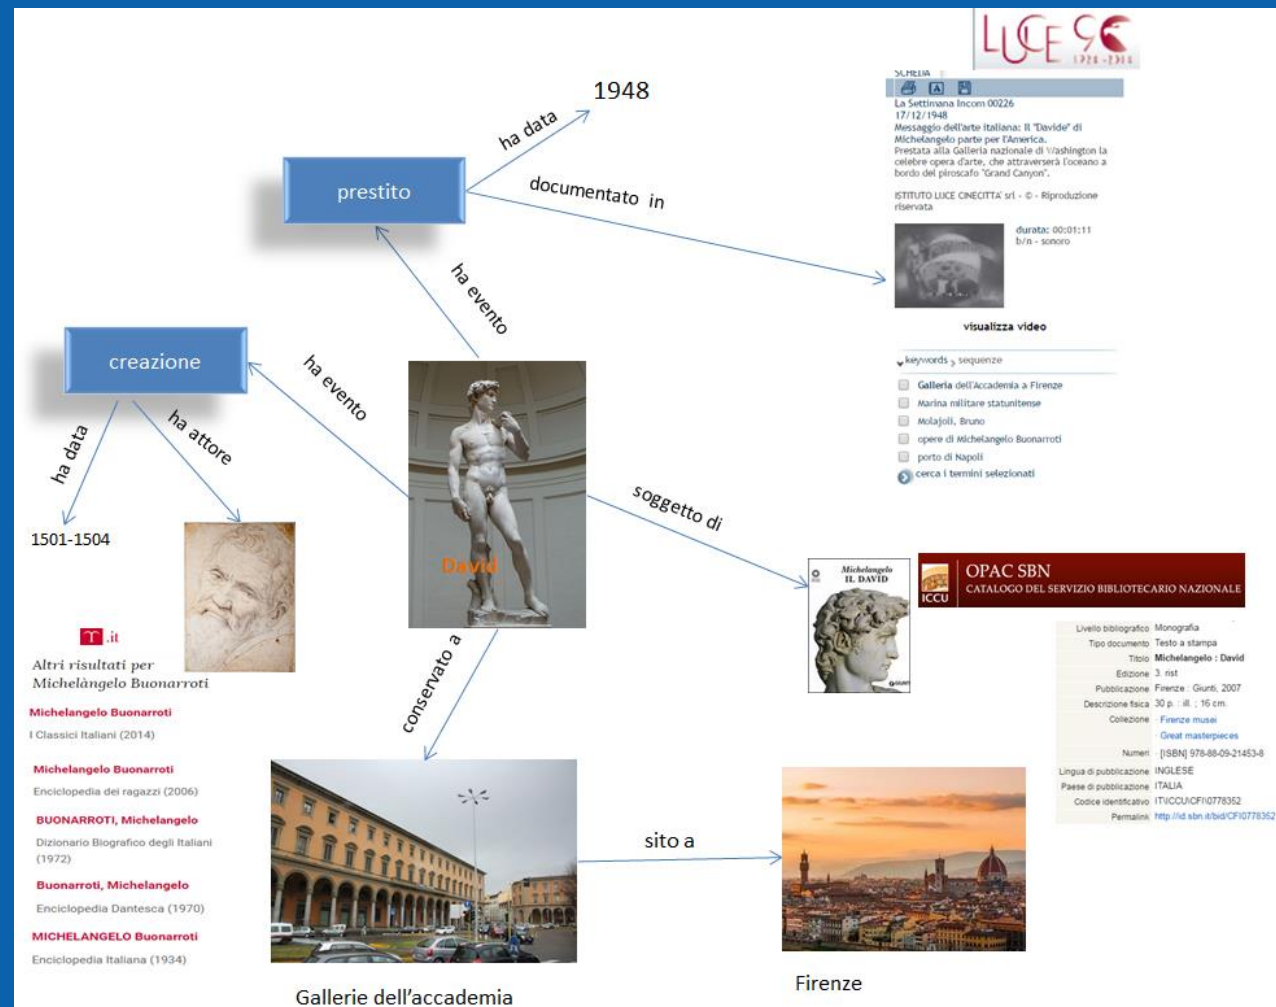 LUCE 90
1924-2014
SCHEDA
La Settimana Incom 00226
17/12/1948
Messaggio dell'arte italiana: Il "Davide" di
Michelangelo parte per l'America.
Prestata alla Galleria nazionale di Washington la
celebre opera d'arte, che attraverserà l'oceano a
bordo del piroscafo "Grand Canyon".
ISTITUTO LUCE CINECITTA' srl - © - Riproduzione
riservata
durata: 00:01:11
b/n - sonoro
visualizza video
keywords sequenze
Galleria dell'Accademia a Firenze
Marina militare statunitense
Molajoli, Bruno
opere di Michelangelo Buonarroti
porto di Napoli
cerca i termini selezionati
1948
ha data
prestito
documentato in
ha evento
creazione
ha evento
ha data
ha attore
1501-1504
David
soggetto di
Michelangelo
IL DAVID
GIUNTI
ICCU
OPAC SBN
CATALOGO DEL SERVIZIO BIBLIOTECARIO NAZIONALE
Livello bibliografico Monografia
Tipo documento Testo a stampa
Titolo Michelangelo : David
Edizione 3. rist
Pubblicazione Firenze : Giunti, 2007
Descrizione fisica 30 p. : ill. ; 16 cm.
Collezione · Firenze musei
· Great masterpieces
Numeri · [ISBN] 978-88-09-21453-8
Lingua di pubblicazione INGLESE
Paese di pubblicazione ITALIA
Codice identificativo IT\ICCU\CFI\0778352
Permalink http://id.sbn.it/bid/CFI0778352
T .it
Altri risultati per
Michelàngelo Buonarroti
Michelangelo Buonarroti
I Classici Italiani (2014)
Michelangelo Buonarroti
Enciclopedia dei ragazzi (2006)
BUONARROTI, Michelangelo
Dizionario Biografico degli Italiani
(1972)
Buonarroti, Michelangelo
Enciclopedia Dantesca (1970)
MICHELANGELO Buonarroti
Enciclopedia Italiana (1934)
conservato a
sito a
Gallerie dell'accademia
Firenze